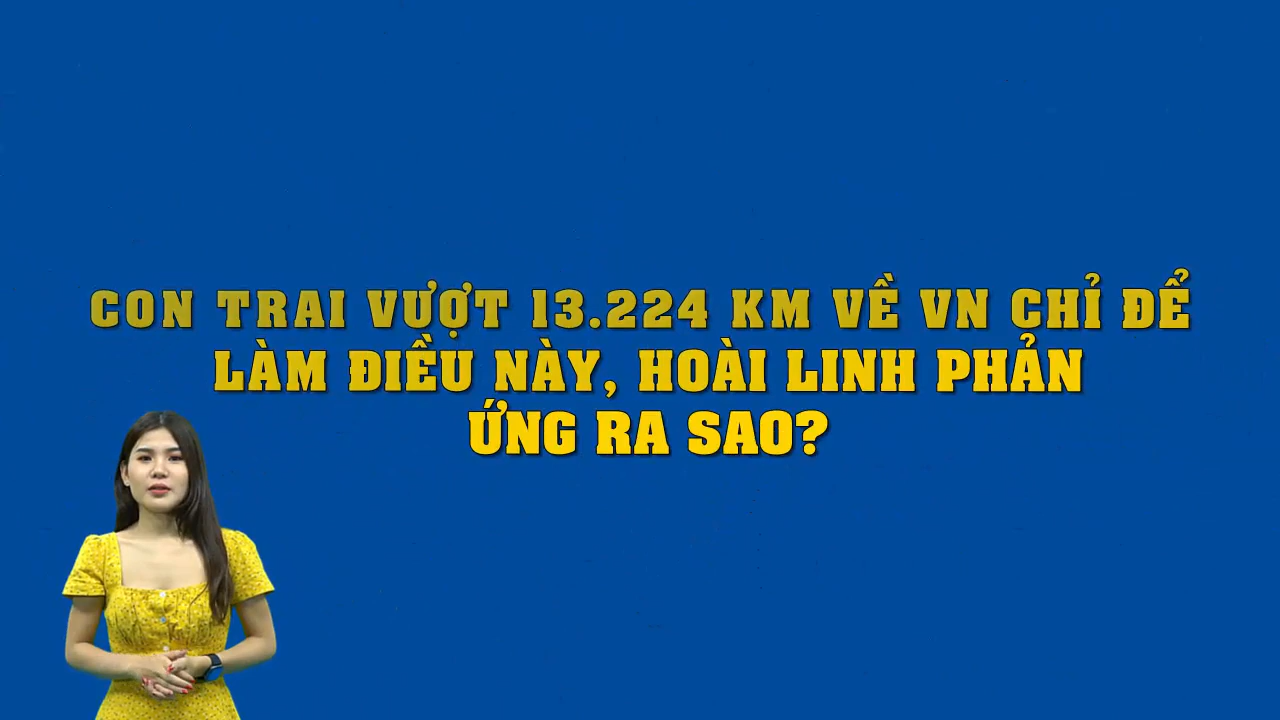 CON TRAI VƯỢT 13.224 KM VỀ VN CHỈ ĐỂ
LÀM ĐIỀU NÀY, HOÀI LINH PHẢN
ỨNG RA SAO?